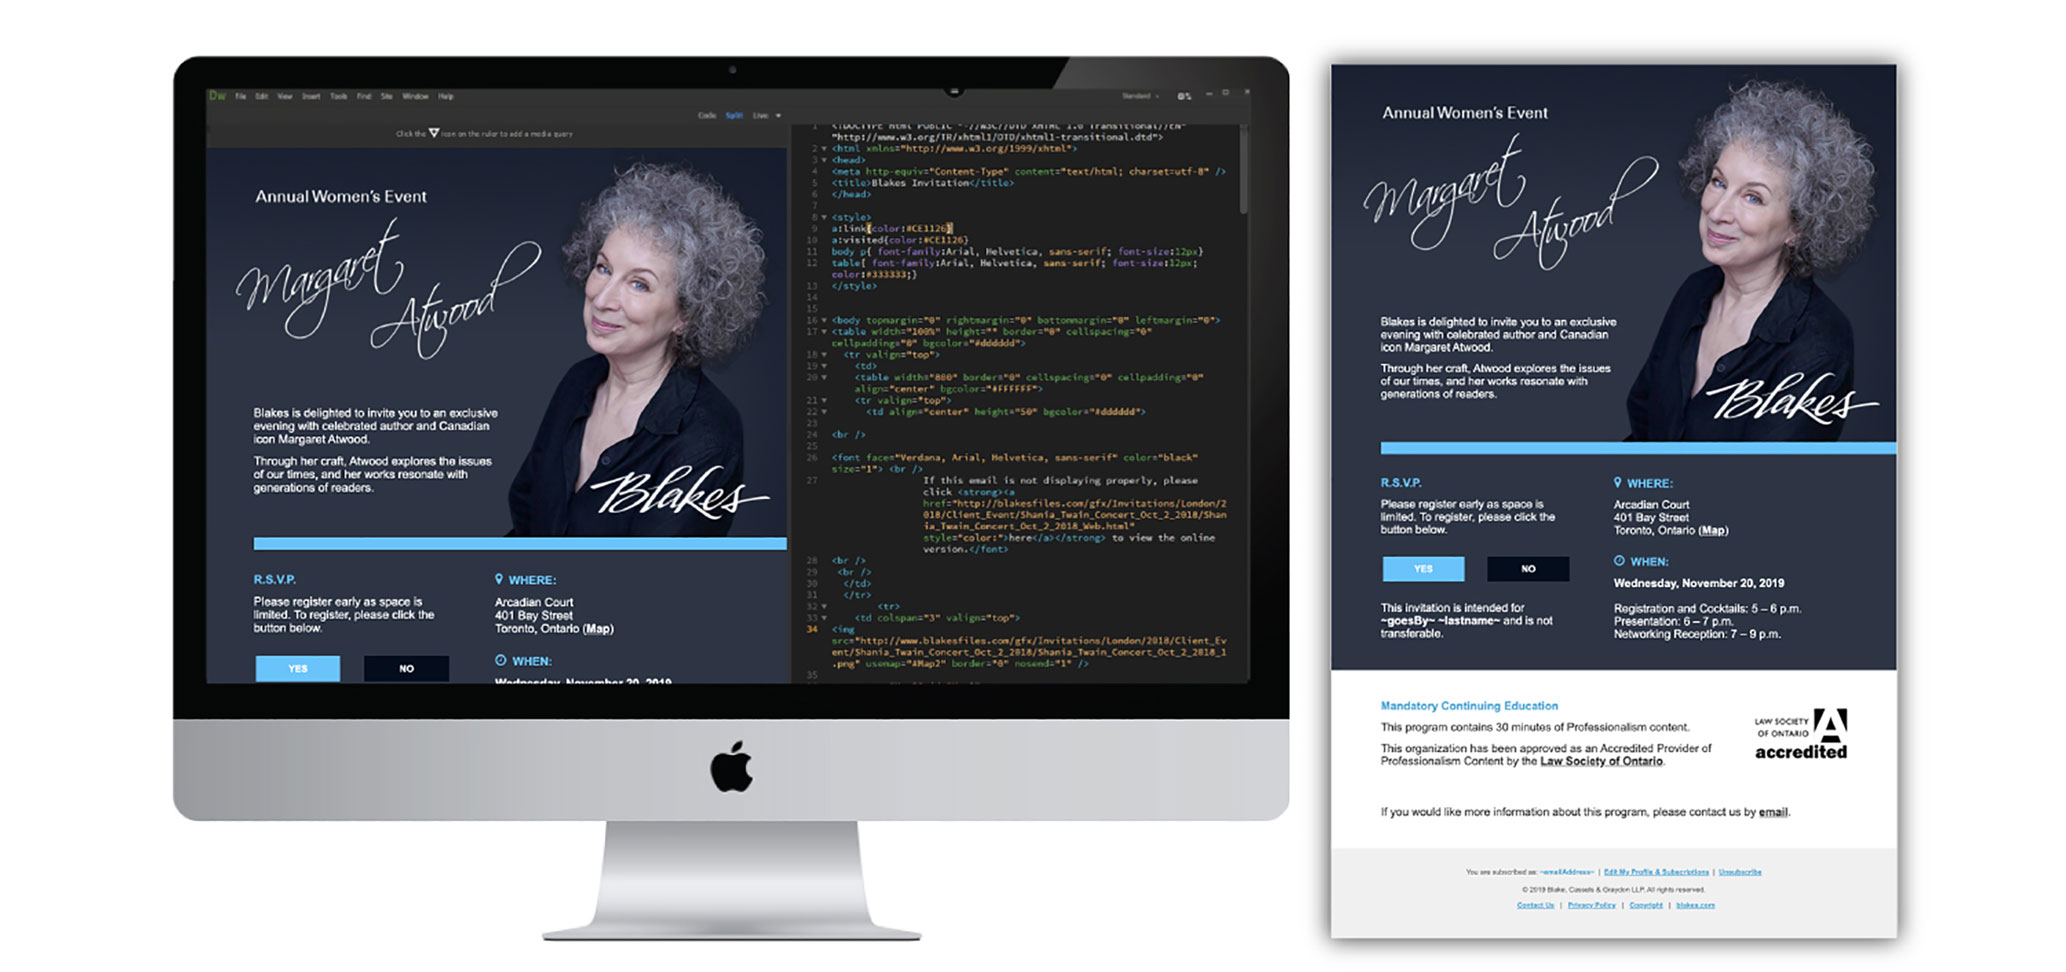 Dw File Edit View Insert Tools Find Site Window Help
Standard
Code Split Live
Click the icon on the ruler to add a media query
Annual Women's Event
Margaret
Atwood
Blakes is delighted to invite you to an exclusive
evening with celebrated author and Canadian
icon Margaret Atwood.
Through her craft, Atwood explores the issues
of our times, and her works resonate with
generations of readers.
Blakes
R.S.V.P.
Please register early as space is
limited. To register, please click the
button below.
YES NO
WHERE:
Arcadian Court
401 Bay Street
Toronto, Ontario (Map)
WHEN:
Wednesday, November 20, 2019
1 <!DOCTYPE html PUBLIC "-//W3C//DTD XHTML 1.0 Transitional//EN"
"http://www.w3.org/TR/xhtml1/DTD/xhtml1-transitional.dtd">
2 <html xmlns="http://www.w3.org/1999/xhtml">
3 <head>
4 <meta http-equiv="Content-Type" content="text/html; charset=utf-8" />
5 <title>Blakes Invitation</title>
6 </head>
7
8 <style>
9 a:link{color:#CE1126}
10 a:visited{color:#CE1126}
11 body p{ font-family:Arial, Helvetica, sans-serif; font-size:12px}
12 table{ font-family:Arial, Helvetica, sans-serif; font-size:12px;
color:#333333;}
13 </style>
14
15
16 <body topmargin="0" rightmargin="0" bottommargin="0" leftmargin="0">
17 <table width="100%" height="" border="0" cellspacing="0"
cellpadding="0" bgcolor="#dddddd">
18 <tr valign="top">
19 <td>
20 <table width="800" border="0" cellspacing="0" cellpadding="0"
align="center" bgcolor="#FFFFFF">
21 <tr valign="top">
22 <td align="center" height="50" bgcolor="#dddddd">
23
24 <br />
25
26 <font face="Verdana, Arial, Helvetica, sans-serif" color="black"
size="1"> <br />
27 If this email is not displaying properly, please
click <strong><a
href="http://blakesfiles.com/gfx/Invitations/London/2
018/Client_Event/Shania_Twain_Concert_Oct_2_2018/Shan
ia_Twain_Concert_Oct_2_2018_Web.html"
style="color:">here</a></strong> to view the online
version.</font>
28 <br />
29 <br />
30 </td>
31 </tr>
32 <tr>
33 <td colspan="3" valign="top">
34 <img
src="http://www.blakesfiles.com/gfx/Invitations/London/2018/Client_Ev
ent/Shania_Twain_Concert_Oct_2_2018/Shania_Twain_Concert_Oct_2_2018_1
.png" usemap="#Map2" border="0" nosend="1" />
35
Annual Women's Event
Margaret
Atwood
Blakes is delighted to invite you to an exclusive
evening with celebrated author and Canadian
icon Margaret Atwood.
Through her craft, Atwood explores the issues
of our times, and her works resonate with
generations of readers.
Blakes
R.S.V.P.
Please register early as space is
limited. To register, please click the
button below.
YES NO
This invitation is intended for
~goesBy~ ~lastname~ and is not
transferable.
WHERE:
Arcadian Court
401 Bay Street
Toronto, Ontario (Map)
WHEN:
Wednesday, November 20, 2019
Registration and Cocktails: 5 – 6 p.m.
Presentation: 6 – 7 p.m.
Networking Reception: 7 – 9 p.m.
Mandatory Continuing Education
This program contains 30 minutes of Professionalism content.
This organization has been approved as an Accredited Provider of
Professionalism Content by the Law Society of Ontario.
LAW SOCIETY
OF ONTARIO
accredited
If you would like more information about this program, please contact us by email.
You are subscribed as: ~emailAddress~ | Edit My Profile & Subscriptions | Unsubscribe
© 2019 Blake, Cassels & Graydon LLP. All rights reserved.
Contact Us | Privacy Policy | Copyright | blakes.com